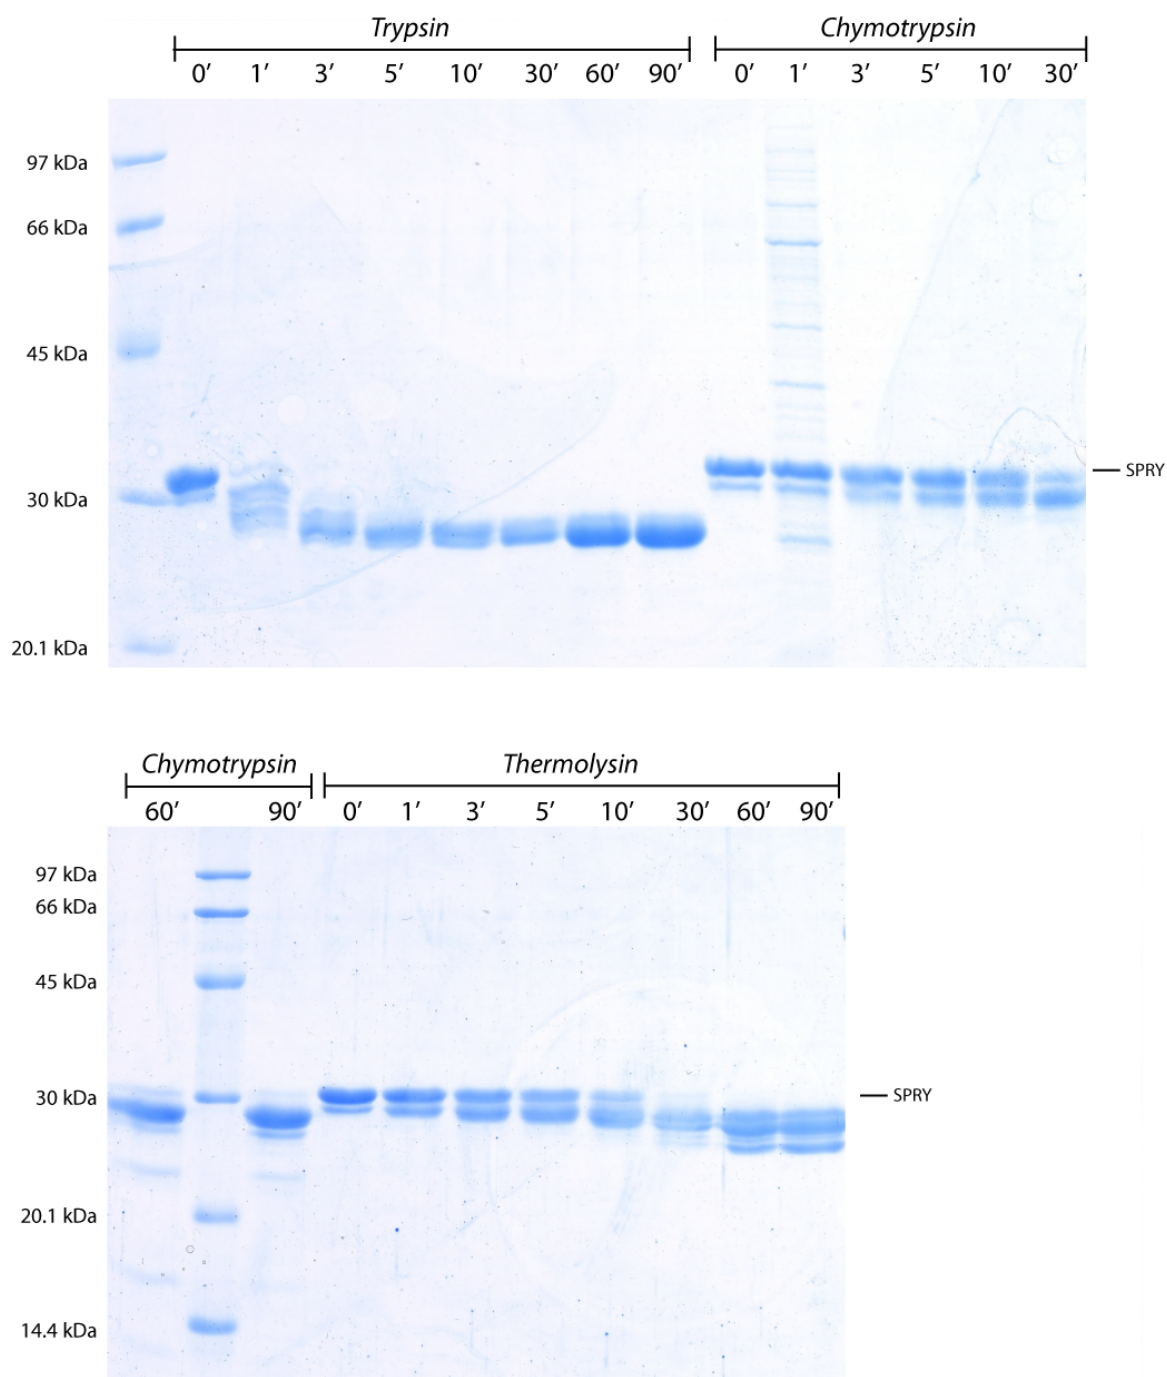 Trypsin Chymotrypsin
0′ 1′ 3′ 5′ 10′ 30′ 60′ 90′ 0′ 1′ 3′ 5′ 10′ 30′
97 kDa
66 kDa
45 kDa
SPRY
30 kDa
20.1 kDa
Chymotrypsin Thermolysin
60′ 90′ 0′ 1′ 3′ 5′ 10′ 30′ 60′ 90′
97 kDa
66 kDa
45 kDa
30 kDa SPRY
20.1 kDa
14.4 kDa